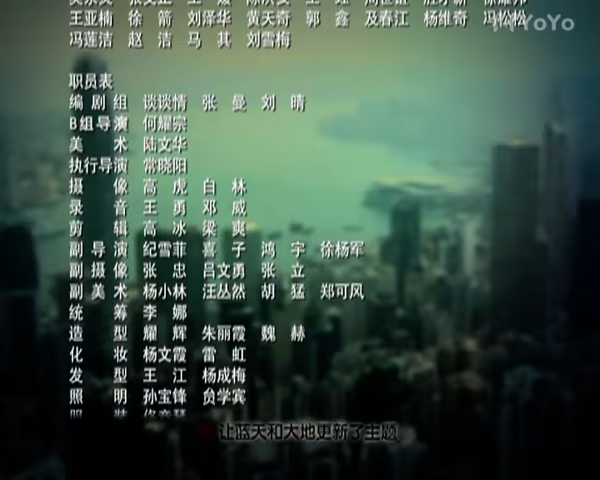 YoYo
王亚楠 徐 箭 刘泽华 黄天奇 郭 鑫 及春江 杨维奇 冯松松
冯莲洁 赵 洁 马 其 刘雪梅
职员表
编 剧 组 谈谈情 张 曼 刘 晴
B组导演 何耀宗
美 术 陆文华
执行导演 常晓阳
摄 像 高 虎 白 林
录 音 王 勇 邓 威
剪 辑 高 冰 梁 爽
副 导 演 纪雪菲 喜 子 鸿 宇 徐杨军
副 摄 像 张 忠 吕文勇 张 立
副 美 术 杨小林 汪丛然 胡 猛 郑可风
统 筹 李 娜
造 型 耀 辉 朱丽霞 魏 赫
化 妆 杨文霞 雷 虹
发 型 王 江 杨成梅
照 明 孙宝锋 贠学宾
让蓝天和大地更新了主题